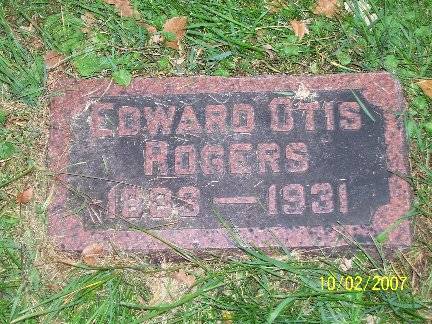 EDWARD OTIS
ROGERS
1883 — 1931
10/02/2007